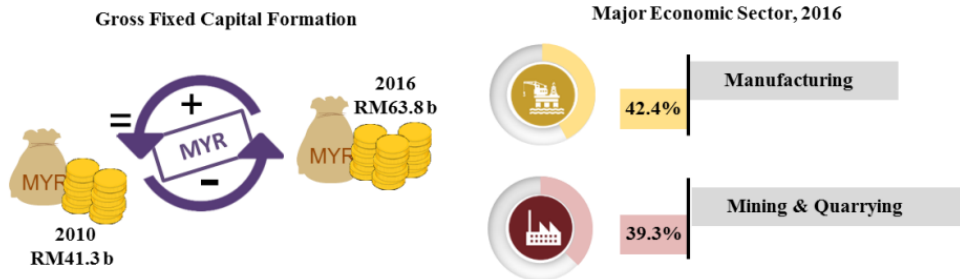 Gross Fixed Capital Formation
+
=
MYR
-
MYR
2010
RM41.3 b
2016
RM63.8 b
MYR
Major Economic Sector, 2016
42.4%
Manufacturing
39.3%
Mining & Quarrying